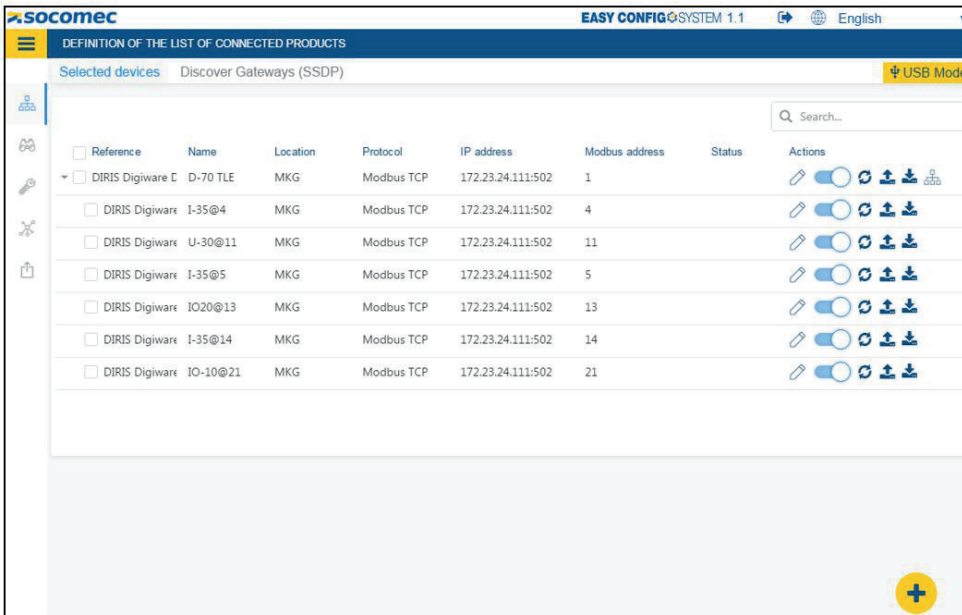 socomec EASY CONFIG SYSTEM 1.1 English
DEFINITION OF THE LIST OF CONNECTED PRODUCTS
Selected devices Discover Gateways (SSDP) USB Mode
Search...
Reference Name Location Protocol IP address Modbus address Status Actions
DIRIS Digiware D D-70 TLE MKG Modbus TCP 172.23.24.111:502 1
DIRIS Digiware I-35@4 MKG Modbus TCP 172.23.24.111:502 4
DIRIS Digiware U-30@11 MKG Modbus TCP 172.23.24.111:502 11
DIRIS Digiware I-35@5 MKG Modbus TCP 172.23.24.111:502 5
DIRIS Digiware IO20@13 MKG Modbus TCP 172.23.24.111:502 13
DIRIS Digiware I-35@14 MKG Modbus TCP 172.23.24.111:502 14
DIRIS Digiware IO-10@21 MKG Modbus TCP 172.23.24.111:502 21